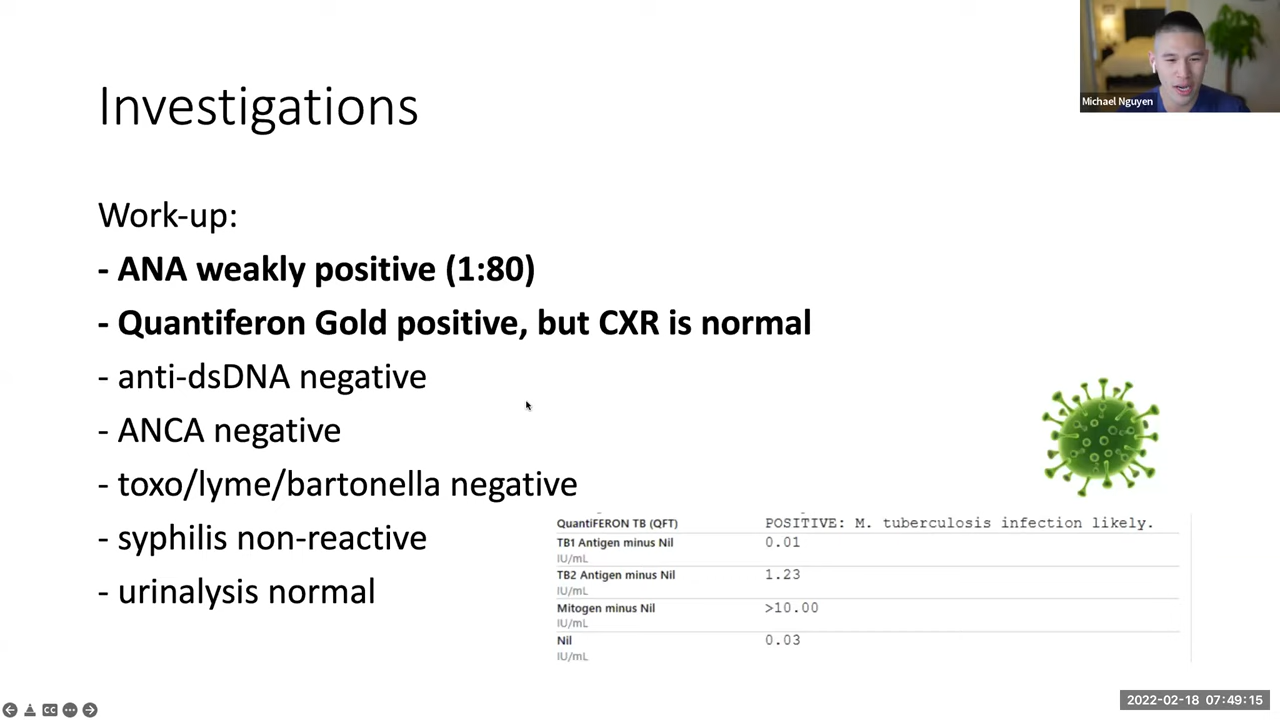 Michael Nguyen
Investigations
Work-up:
- ANA weakly positive (1:80)
- Quantiferon Gold positive, but CXR is normal
- anti-dsDNA negative
- ANCA negative
- toxo/lyme/bartonella negative
- syphilis non-reactive
- urinalysis normal
QuantiFERON TB (QFT) POSITIVE: M. tuberculosis infection likely.
TB1 Antigen minus Nil 0.01
IU/mL
TB2 Antigen minus Nil 1.23
IU/mL
Mitogen minus Nil >10.00
IU/mL
Nil 0.03
IU/mL
CC
2022-02-18 07:49:15